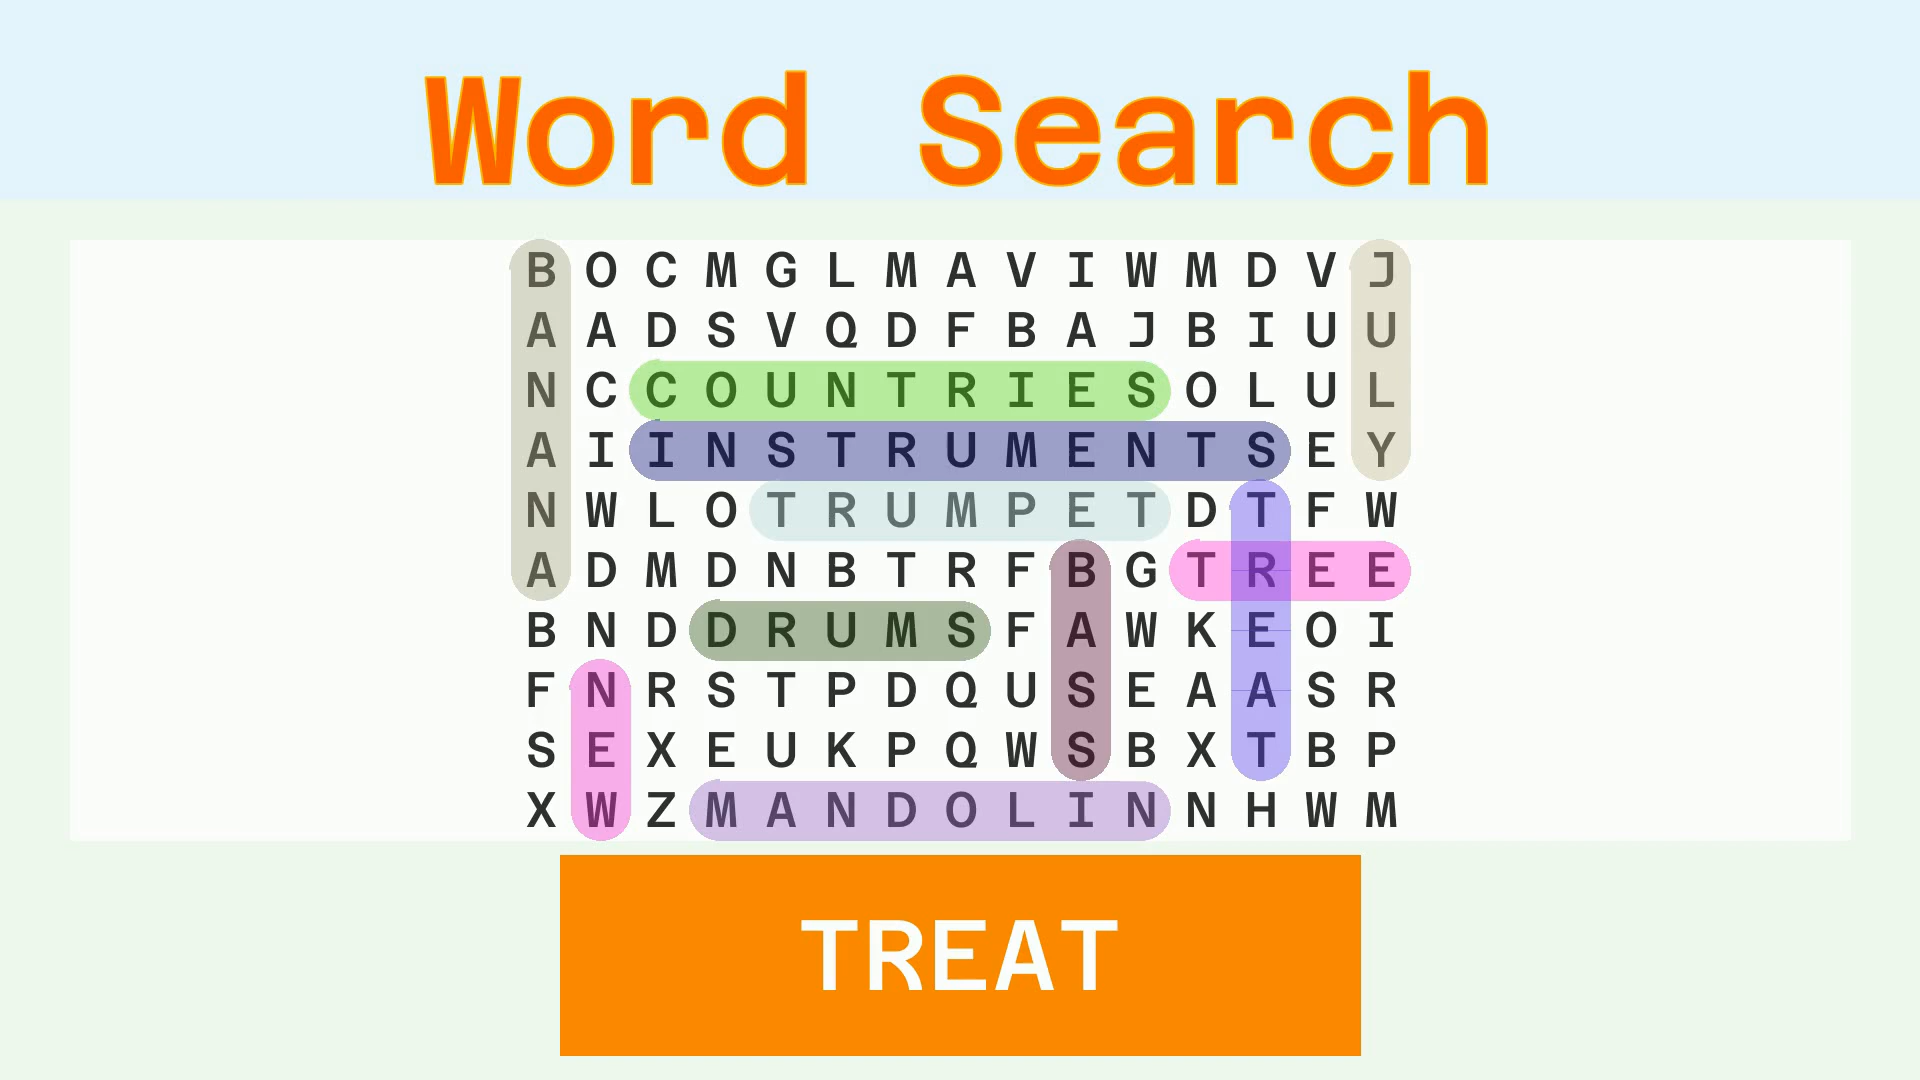 Word Search
B O C M G L M A V I W M D V J
A A D S V Q D F B A J B I U U
N C C O U N T R I E S O L U L
A I I N S T R U M E N T S E Y
N W L O T R U M P E T D T F W
A D M D N B T R F B G T R E E
B N D D R U M S F A W K E O I
F N R S T P D Q U S E A A S R
S E X E U K P Q W S B X T B P
X W Z M A N D O L I N N H W M
TREAT